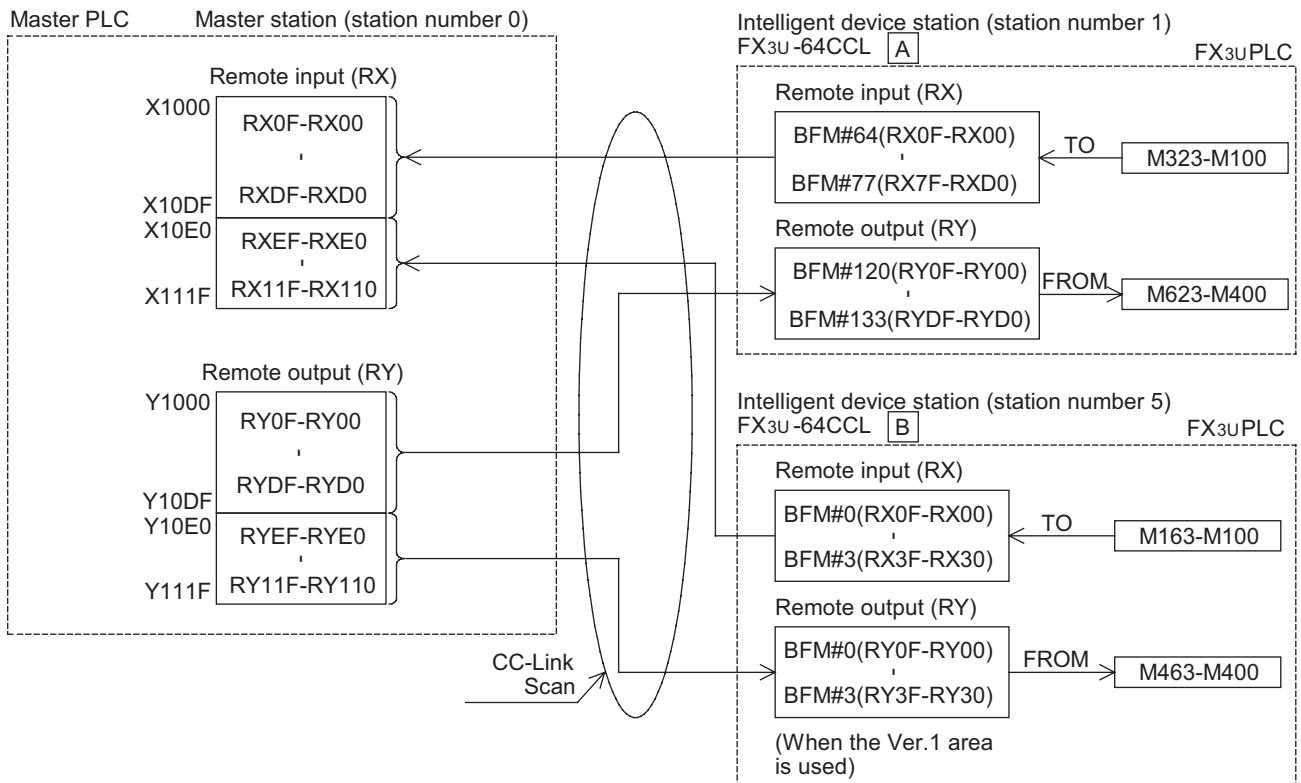 Master PLC
Master station (station number 0)
Remote input (RX)
X1000
RX0F-RX00
RXDF-RXD0
X10DF
X10E0
RXEF-RXE0
RX11F-RX110
X111F
Remote output (RY)
Y1000
RY0F-RY00
RYDF-RYD0
Y10DF
Y10E0
RYEF-RYE0
RY11F-RY110
Y111F
CC-Link
Scan
Intelligent device station (station number 1)
FX3U-64CCL A
FX3UPLC
Remote input (RX)
BFM#64(RX0F-RX00)
BFM#77(RX7F-RXD0)
TO
M323-M100
Remote output (RY)
BFM#120(RY0F-RY00)
BFM#133(RYDF-RYD0)
FROM
M623-M400
Intelligent device station (station number 5)
FX3U-64CCL B
FX3UPLC
Remote input (RX)
BFM#0(RX0F-RX00)
BFM#3(RX3F-RX30)
TO
M163-M100
Remote output (RY)
BFM#0(RY0F-RY00)
BFM#3(RY3F-RY30)
FROM
M463-M400
(When the Ver.1 area
is used)